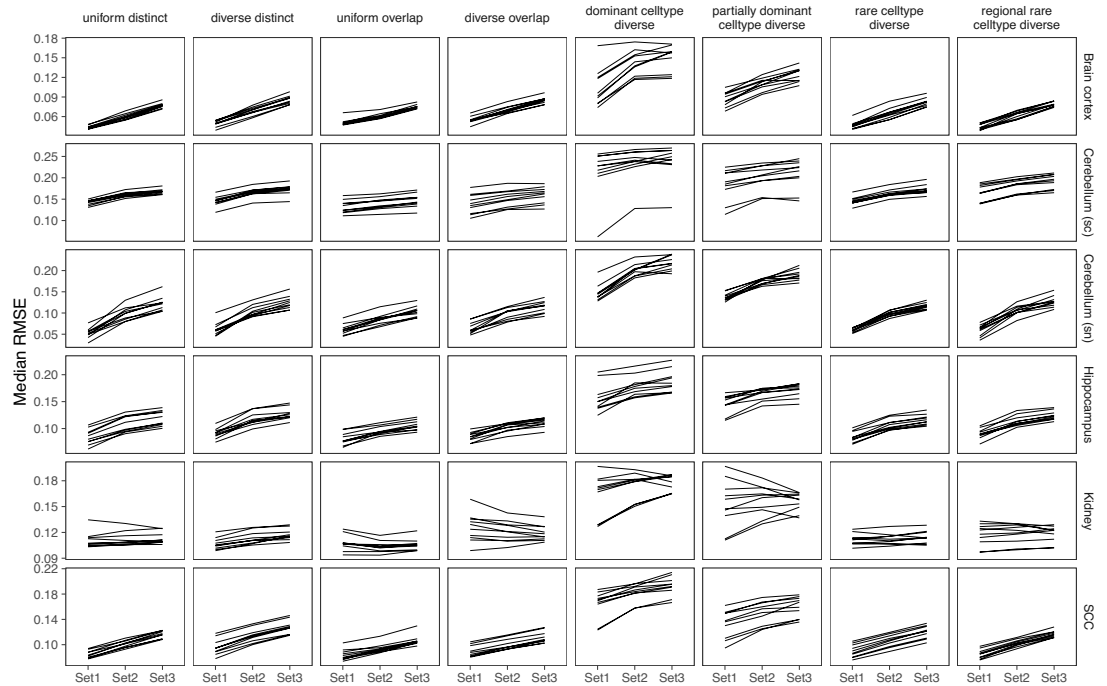 uniform distinct
diverse distinct
uniform overlap
diverse overlap
dominant celltype
diverse
partially dominant
celltype diverse
rare celltype
diverse
regional rare
celltype diverse
0.18
0.15
0.12
0.09
0.06
Brain cortex
0.25
0.20
0.15
0.10
Cerebellum (sc)
0.20
0.15
0.10
0.05
Cerebellum (sn)
Median RMSE
0.20
0.15
0.10
Hippocampus
0.18
0.15
0.12
0.09
Kidney
0.22
0.18
0.14
0.10
SCC
Set1 Set2 Set3 Set1 Set2 Set3 Set1 Set2 Set3 Set1 Set2 Set3 Set1 Set2 Set3 Set1 Set2 Set3 Set1 Set2 Set3 Set1 Set2 Set3